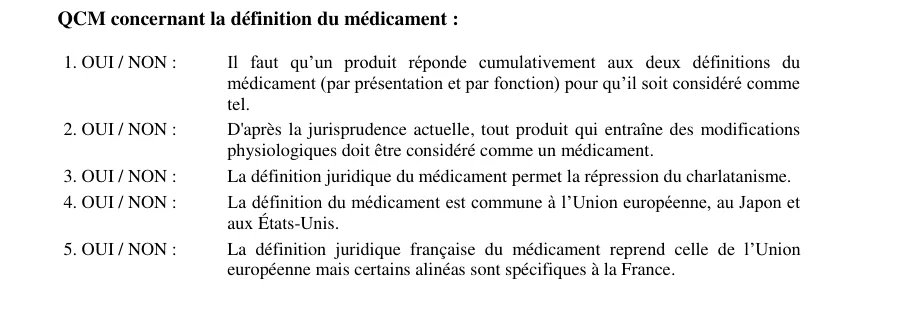 QCM concernant la définition du médicament :
1. OUI / NON : Il faut qu’un produit réponde cumulativement aux deux définitions du
médicament (par présentation et par fonction) pour qu’il soit considéré comme
tel.
2. OUI / NON : D'après la jurisprudence actuelle, tout produit qui entraîne des modifications
physiologiques doit être considéré comme un médicament.
3. OUI / NON : La définition juridique du médicament permet la répression du charlatanisme.
4. OUI / NON : La définition du médicament est commune à l’Union européenne, au Japon et
aux États-Unis.
5. OUI / NON : La définition juridique française du médicament reprend celle de l’Union
européenne mais certains alinéas sont spécifiques à la France.